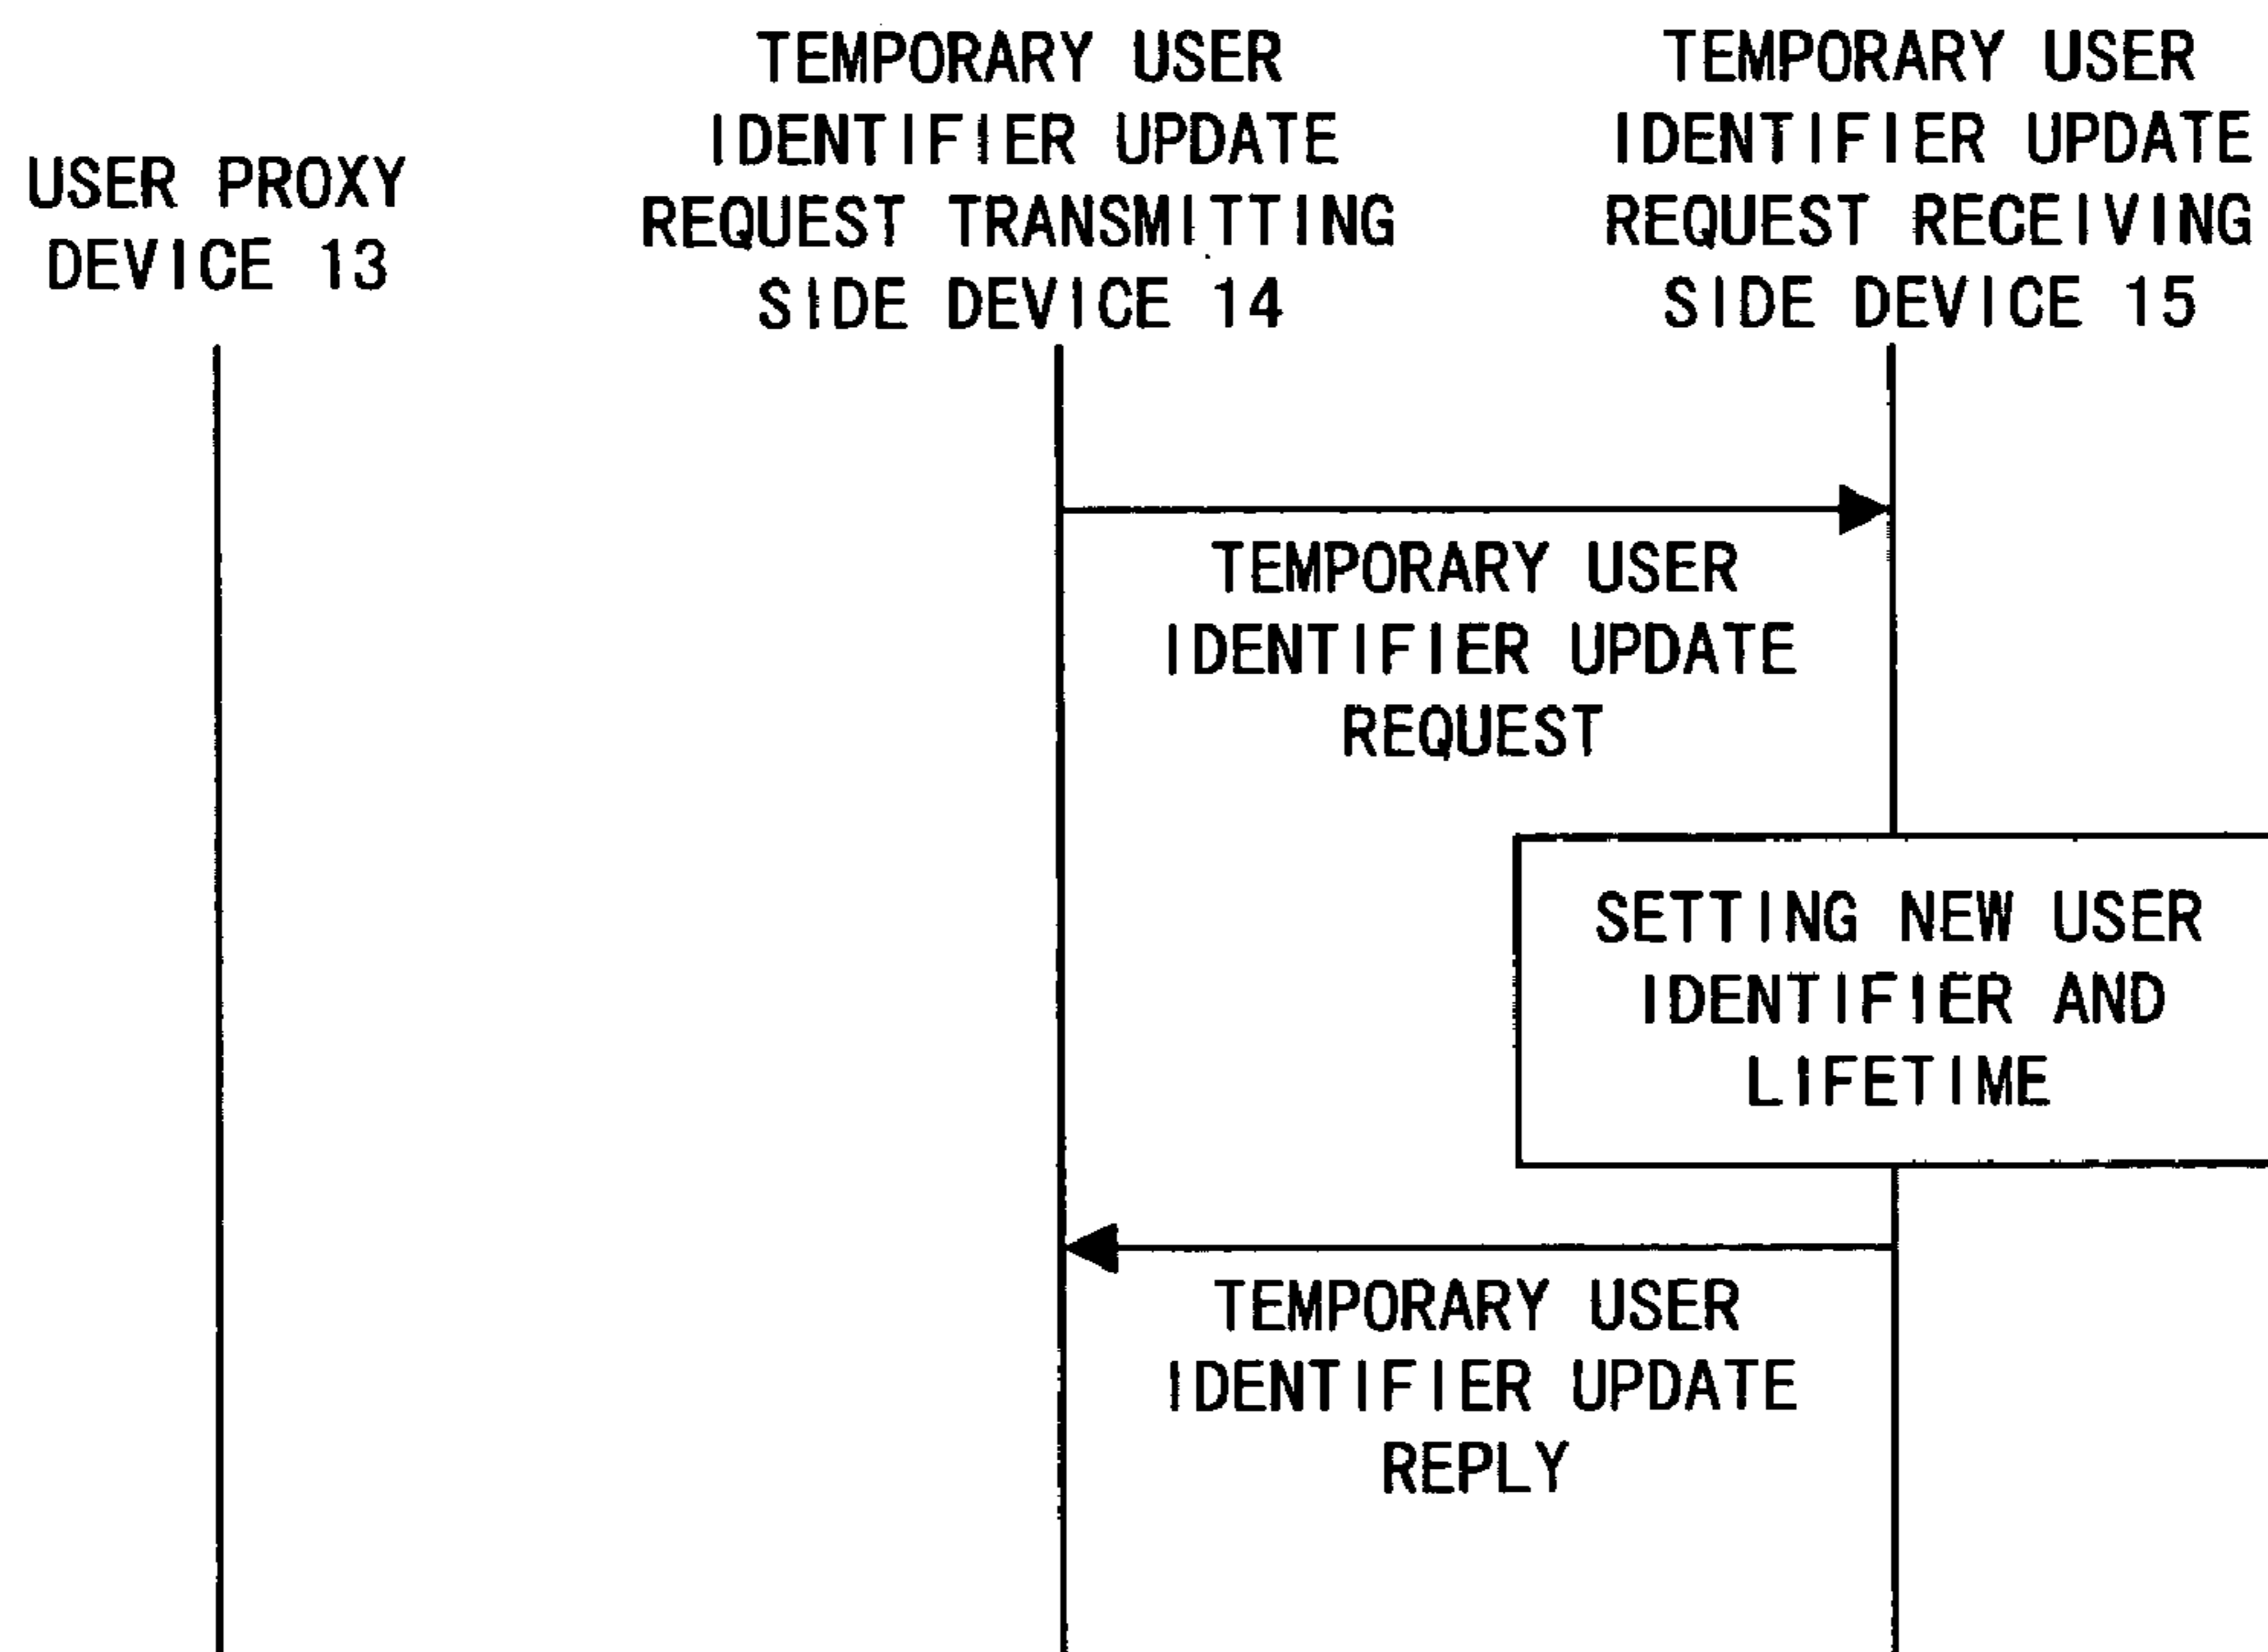 USER PROXY
DEVICE 13
TEMPORARY USER
IDENTIFIER UPDATE
REQUEST TRANSMITTING
SIDE DEVICE 14
TEMPORARY USER
IDENTIFIER UPDATE
REQUEST RECEIVING
SIDE DEVICE 15
TEMPORARY USER
IDENTIFIER UPDATE
REQUEST
SETTING NEW USER
IDENTIFIER AND
LIFETIME
TEMPORARY USER
IDENTIFIER UPDATE
REPLY